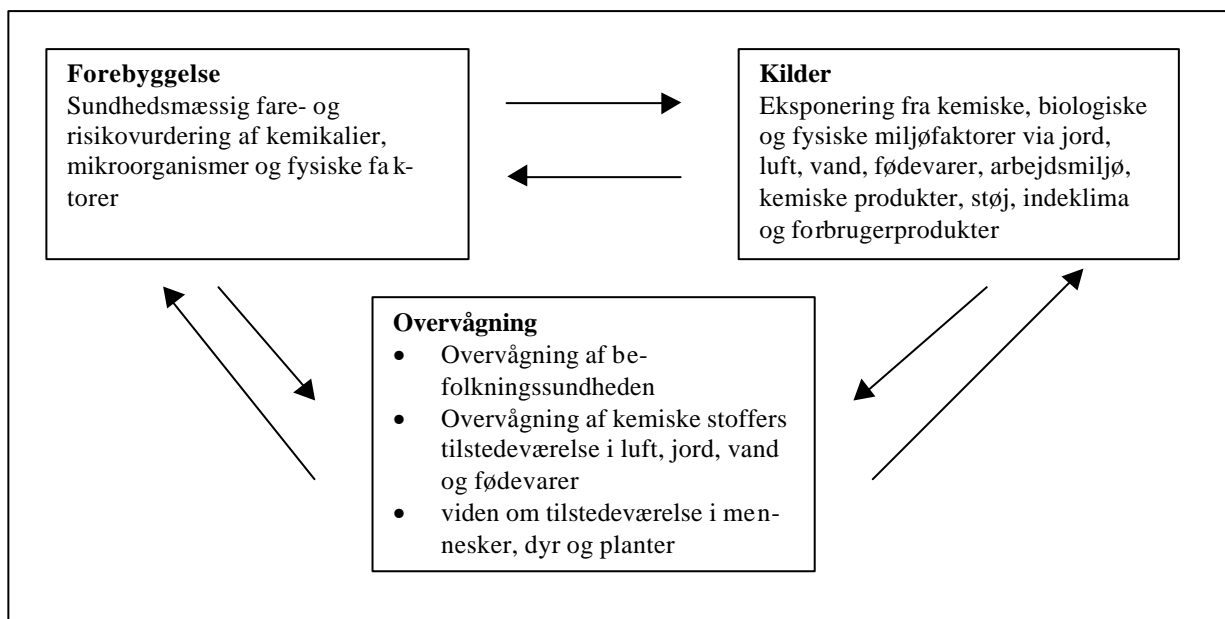 Forebyggelse
Sundhedsmæssig fare- og
risikovurdering af kemikalier,
mikroorganismer og fysiske fak-
torer
Kilder
Eksponering fra kemiske, biologiske
og fysiske miljøfaktorer via jord,
luft, vand, fødevarer, arbejdsmiljø,
kemiske produkter, støj, indeklima
og forbrugerprodukter
Overvågning
• Overvågning af be-
folkningssundheden
• Overvågning af kemiske stoffers
tilstedeværelse i luft, jord, vand
og fødevarer
• viden om tilstedeværelse i men-
nesker, dyr og planter